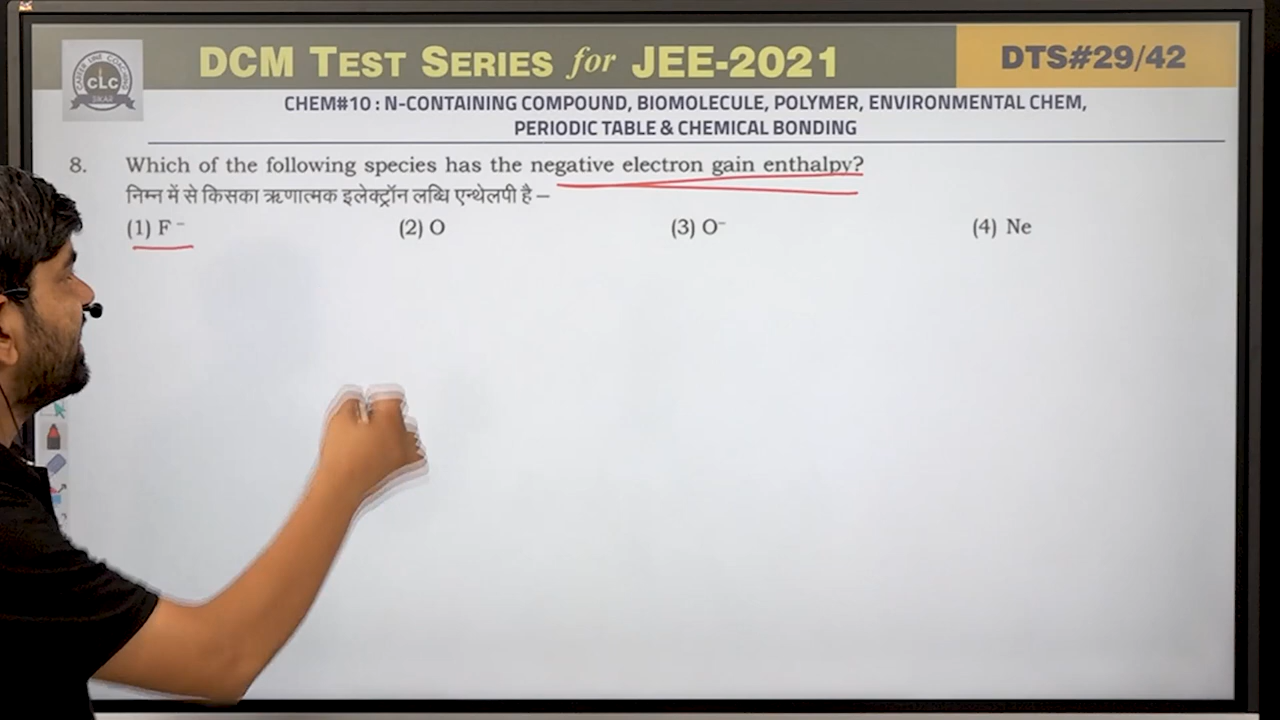 DCM TEST SERIES for JEE-2021
DTS#29/42
CLC
CHEM#10 : N-CONTAINING COMPOUND, BIOMOLECULE, POLYMER, ENVIRONMENTAL CHEM,
PERIODIC TABLE & CHEMICAL BONDING
8. Which of the following species has the negative electron gain enthalpy?
निम्न में से किसका ऋणात्मक इलेक्ट्रॉन लब्धि एन्थेलपी है –
(1) F⁻ (2) O (3) O⁻ (4) Ne